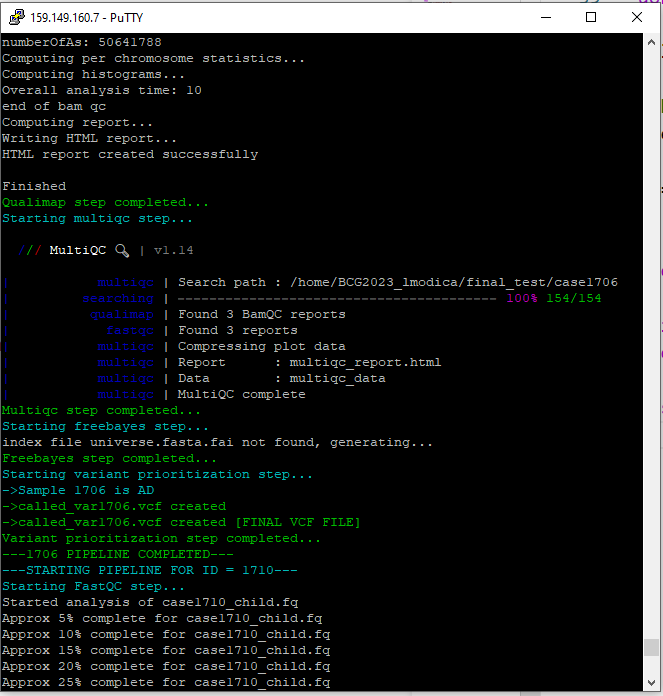 159.149.160.7 - PuTTY
numberOfAs: 50641788
Computing per chromosome statistics...
Computing histograms...
Overall analysis time: 10
end of bam qc
Computing report...
Writing HTML report...
HTML report created successfully
Finished
Qualimap step completed...
Starting multiqc step...
/// MultiQC 🔍 | v1.14
| multiqc | Search path : /home/BCG2023_lmodica/final_test/case1706
| searching | ---------------------------------------- 100% 154/154
| qualimap | Found 3 BamQC reports
| fastqc | Found 3 reports
| multiqc | Compressing plot data
| multiqc | Report : multiqc_report.html
| multiqc | Data : multiqc_data
| multiqc | MultiQC complete
Multiqc step completed...
Starting freebayes step...
index file universe.fasta.fai not found, generating...
Freebayes step completed...
Starting variant prioritization step...
->Sample 1706 is AD
->called_var1706.vcf created
->called_var1706.vcf created [FINAL VCF FILE]
Variant prioritization step completed...
---1706 PIPELINE COMPLETED---
---STARTING PIPELINE FOR ID = 1710---
Starting FastQC step...
Started analysis of case1710_child.fq
Approx 5% complete for case1710_child.fq
Approx 10% complete for case1710_child.fq
Approx 15% complete for case1710_child.fq
Approx 20% complete for case1710_child.fq
Approx 25% complete for case1710_child.fq